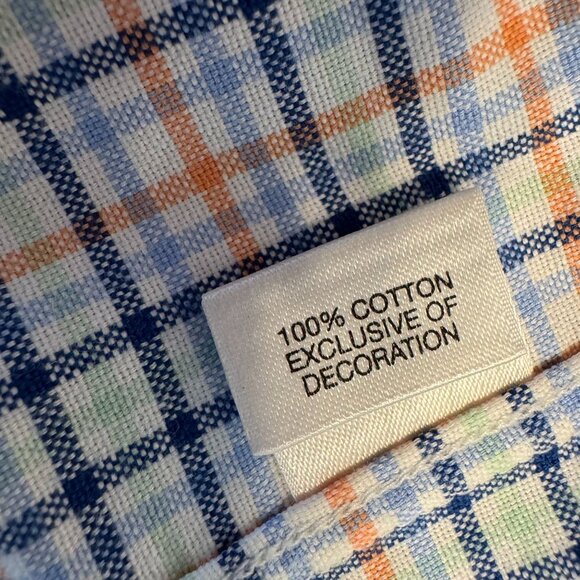 100% COTTON
EXCLUSIVE OF
DECORATION